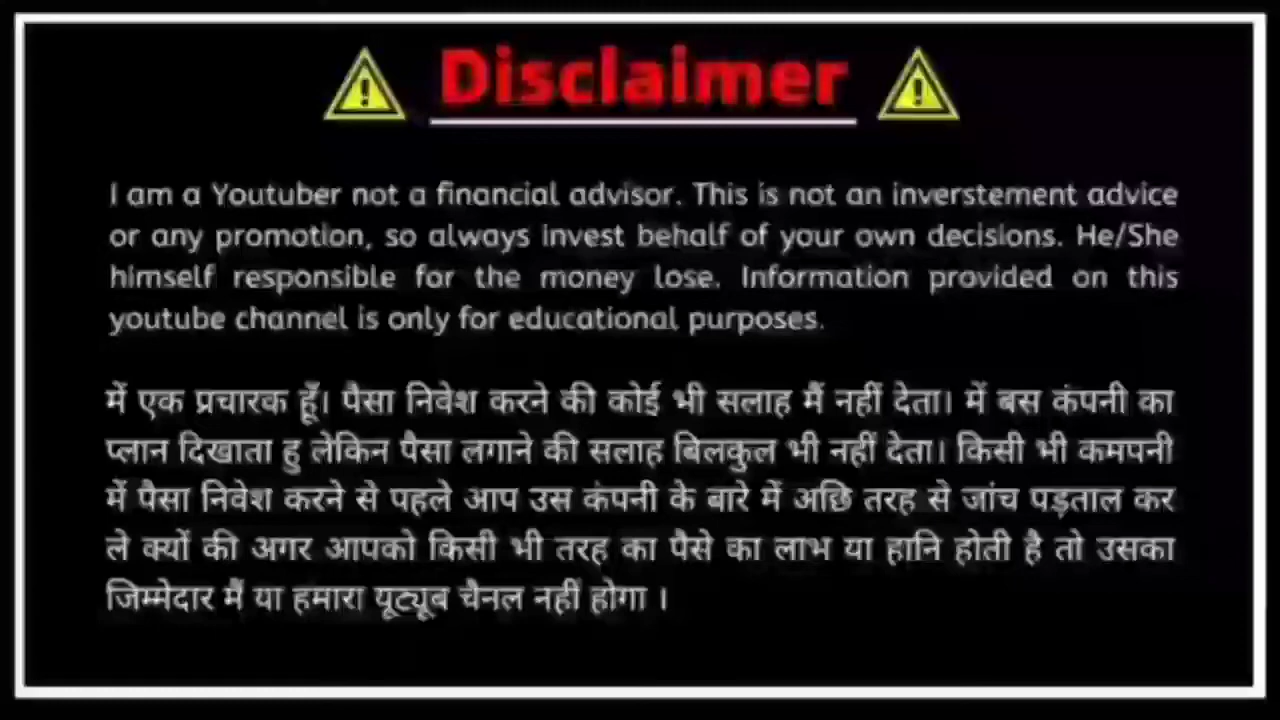 Disclaimer
I am a Youtuber not a financial advisor. This is not an inverstement advice
or any promotion, so always invest behalf of your own decisions. He/She
himself responsible for the money lose. Information provided on this
youtube channel is only for educational purposes.
में एक प्रचारक हूँ। पैसा निवेश करने की कोई भी सलाह मैं नहीं देता। में बस कंपनी का
प्लान दिखाता हु लेकिन पैसा लगाने की सलाह बिलकुल भी नहीं देता। किसी भी कमपनी
में पैसा निवेश करने से पहले आप उस कंपनी के बारे में अछि तरह से जांच पड़ताल कर
ले क्यों की अगर आपको किसी भी तरह का पैसे का लाभ या हानि होती है तो उसका
जिम्मेदार मैं या हमारा यूट्यूब चैनल नहीं होगा ।